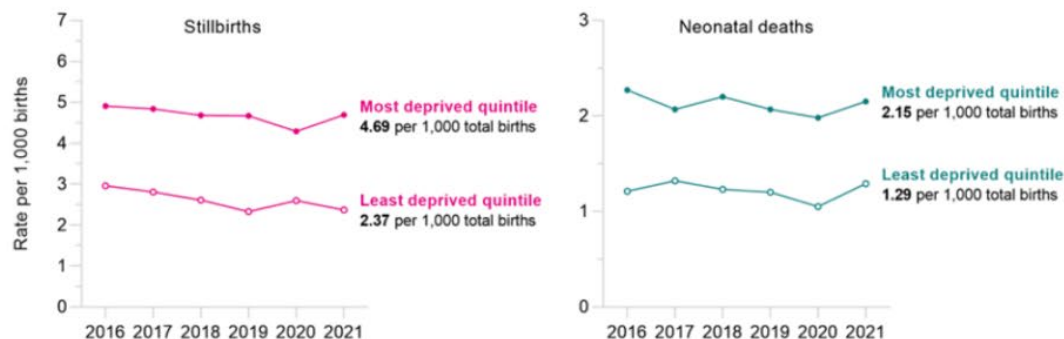 Stillbirths
Rate per 1,000 births
7
6
5
4
3
2
1
0
Most deprived quintile
4.69 per 1,000 total births
Least deprived quintile
2.37 per 1,000 total births
2016 2017 2018 2019 2020 2021
Neonatal deaths
3
2
1
0
Most deprived quintile
2.15 per 1,000 total births
Least deprived quintile
1.29 per 1,000 total births
2016 2017 2018 2019 2020 2021